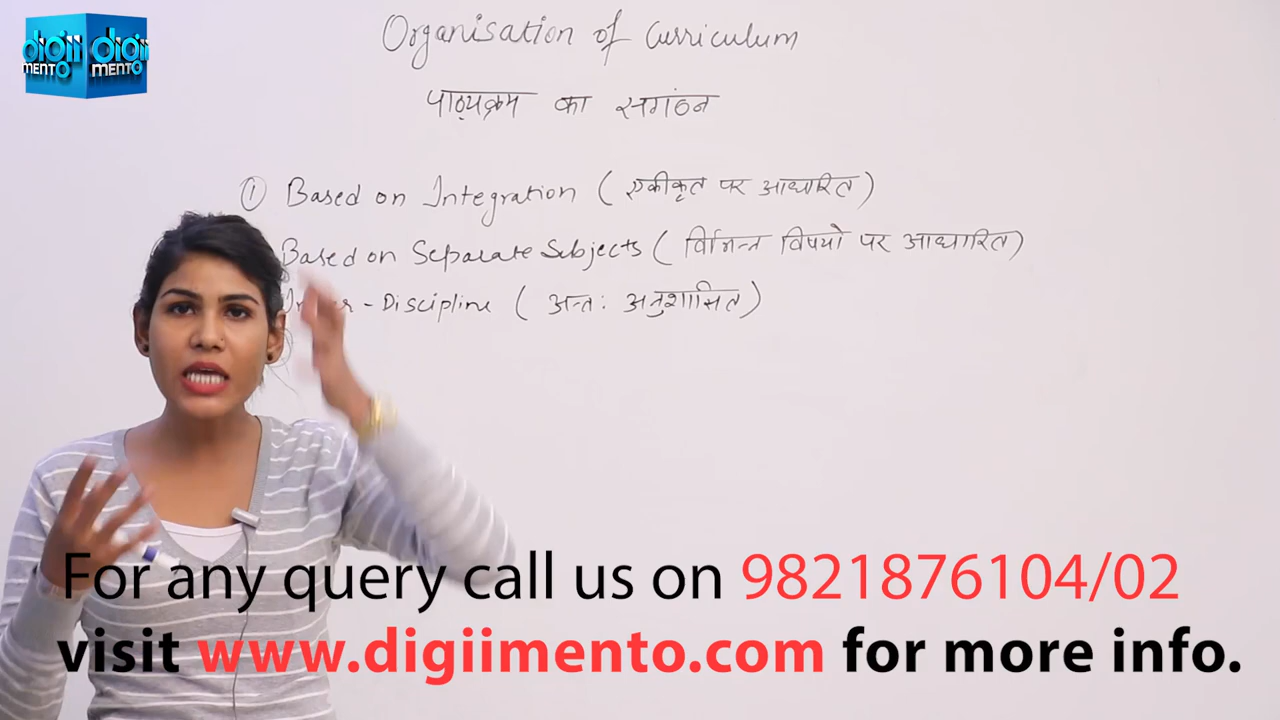 digii digii
MENTO MENTO
Organisation of Curriculum
पाठ्यक्रम का सगंठन
① Based on Integration ( एकीकृत पर आधारित )
Based on Separate Subjects ( विभिन्न विषयो पर आधारित )
- Discipline ( अन्त: अनुशासित )
For any query call us on 9821876104/02
visit www.digiimento.com for more info.